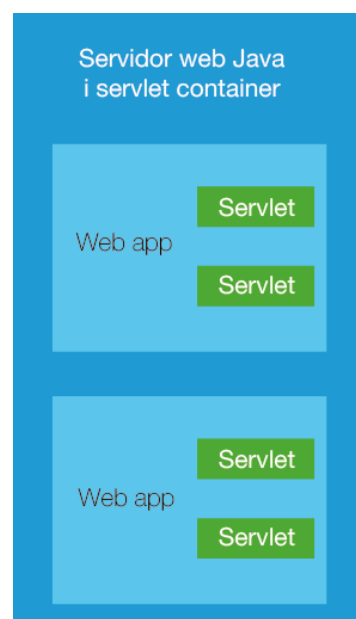 Servidor web Java
i servlet container
Servlet
Web app
Servlet
Servlet
Web app
Servlet